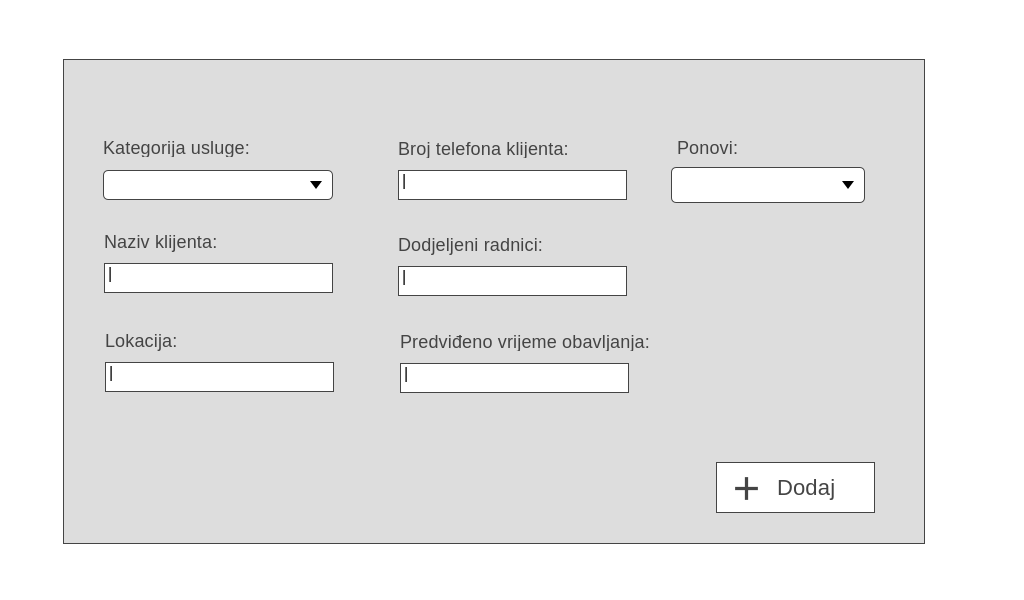 Kategorija usluge:
Broj telefona klijenta:
Ponovi:
Naziv klijenta:
Dodjeljeni radnici:
Lokacija:
Predviđeno vrijeme obavljanja:
Dodaj